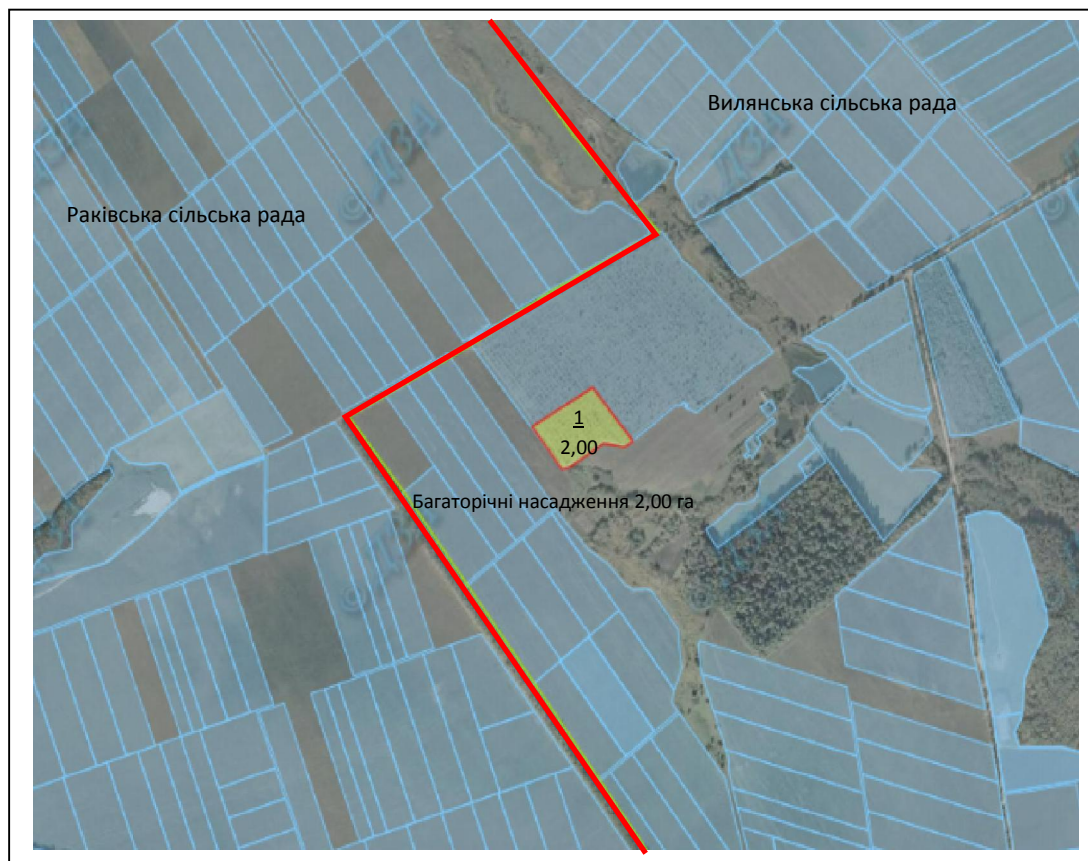 Вилянська сільська рада
Раківська сільська рада
1
2,00
Багаторічні насадження 2,00 га